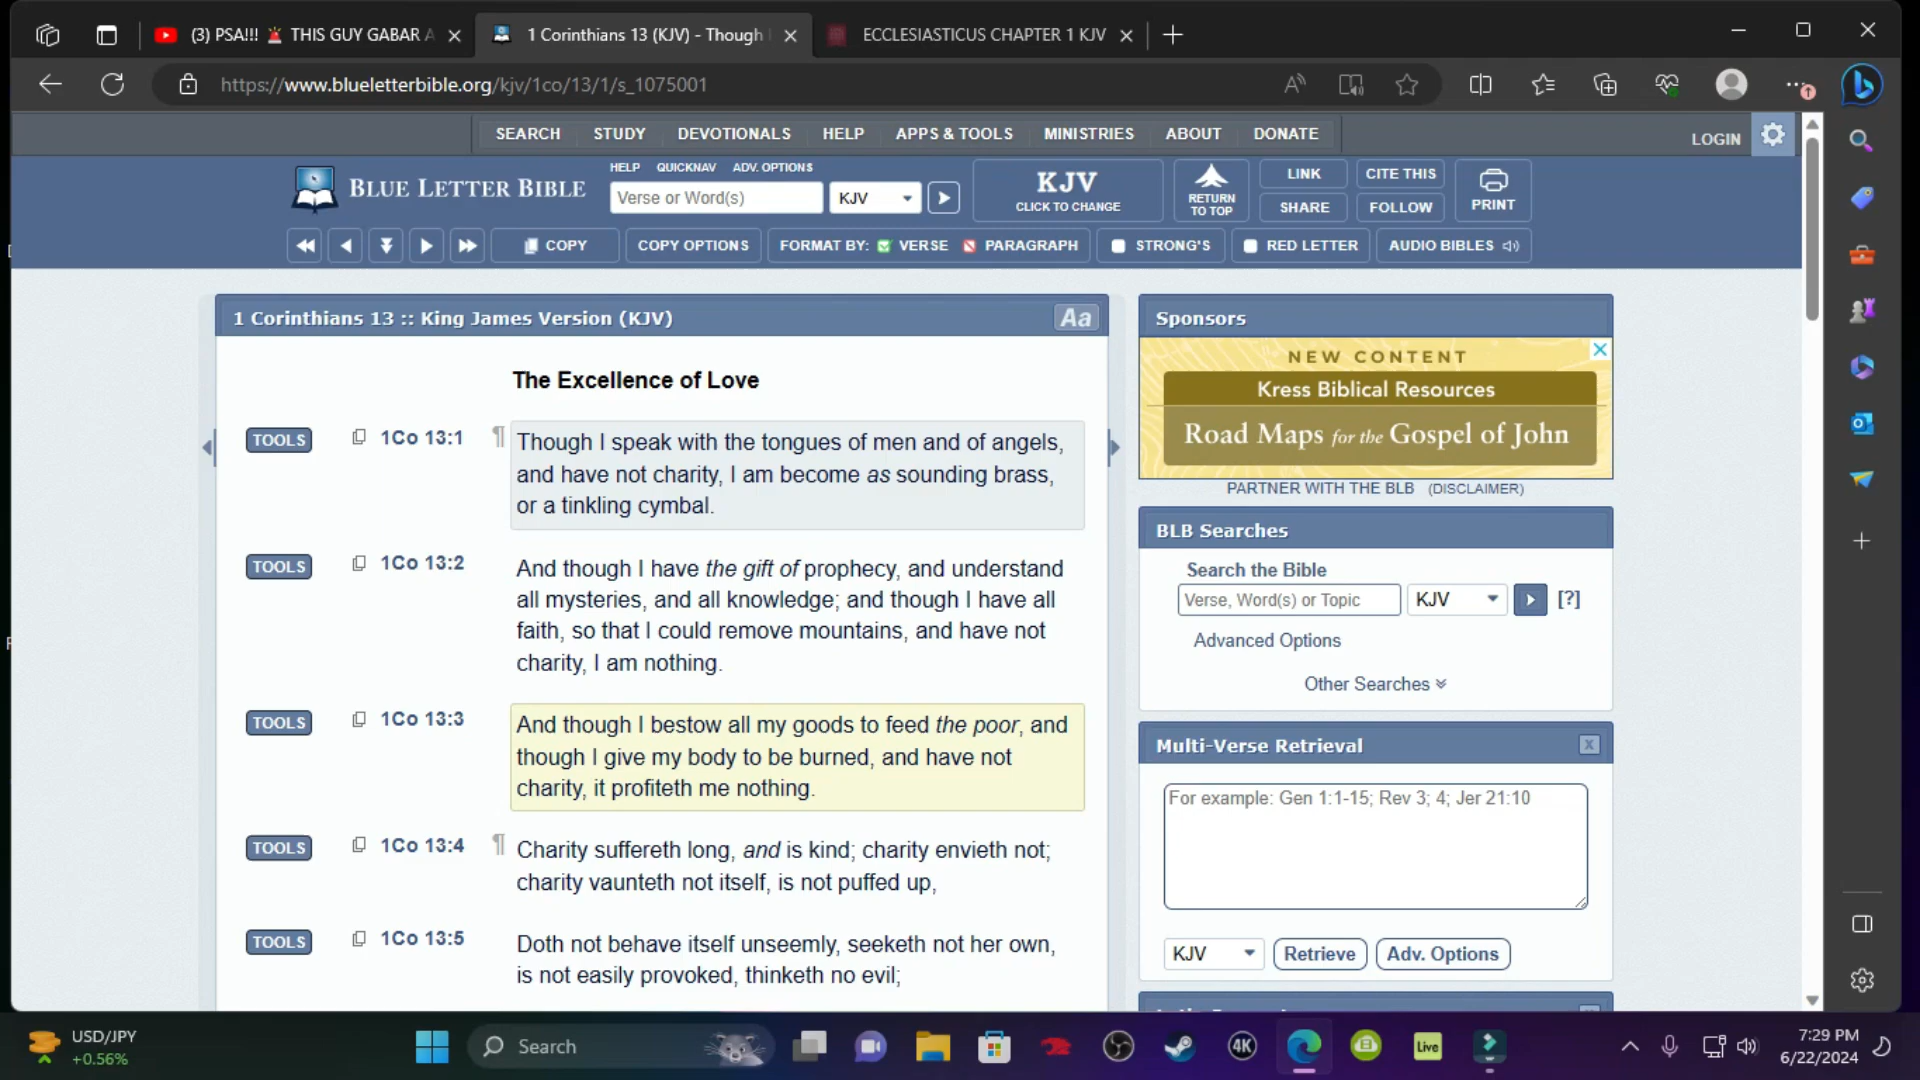 (3) PSA!!! 🚨 THIS GUY GABAR A
1 Corinthians 13 (KJV) - Though
ECCLESIASTICUS CHAPTER 1 KJV
https://www.blueletterbible.org/kjv/1co/13/1/s_1075001
SEARCH STUDY DEVOTIONALS HELP APPS & TOOLS MINISTRIES ABOUT DONATE
LOGIN
BLUE LETTER BIBLE
HELP QUICKNAV ADV. OPTIONS
Verse or Word(s)
KJV
KJV
CLICK TO CHANGE
RETURN
TO TOP
LINK
CITE THIS
SHARE
FOLLOW
PRINT
COPY
COPY OPTIONS
FORMAT BY: VERSE PARAGRAPH
STRONG'S
RED LETTER
AUDIO BIBLES
1 Corinthians 13 :: King James Version (KJV)
Aa
The Excellence of Love
TOOLS 1Co 13:1 ¶ Though I speak with the tongues of men and of angels,
and have not charity, I am become as sounding brass,
or a tinkling cymbal.
TOOLS 1Co 13:2 And though I have the gift of prophecy, and understand
all mysteries, and all knowledge; and though I have all
faith, so that I could remove mountains, and have not
charity, I am nothing.
TOOLS 1Co 13:3 And though I bestow all my goods to feed the poor, and
though I give my body to be burned, and have not
charity, it profiteth me nothing.
TOOLS 1Co 13:4 ¶ Charity suffereth long, and is kind; charity envieth not;
charity vaunteth not itself, is not puffed up,
TOOLS 1Co 13:5 Doth not behave itself unseemly, seeketh not her own,
is not easily provoked, thinketh no evil;
Sponsors
NEW CONTENT
Kress Biblical Resources
Road Maps for the Gospel of John
PARTNER WITH THE BLB (DISCLAIMER)
BLB Searches
Search the Bible
Verse, Word(s) or Topic
KJV
[?]
Advanced Options
Other Searches
Multi-Verse Retrieval
x
For example: Gen 1:1-15; Rev 3; 4; Jer 21:10
KJV
Retrieve
Adv. Options
USD/JPY
+0.56%
Search
4K
Live
7:29 PM
6/22/2024